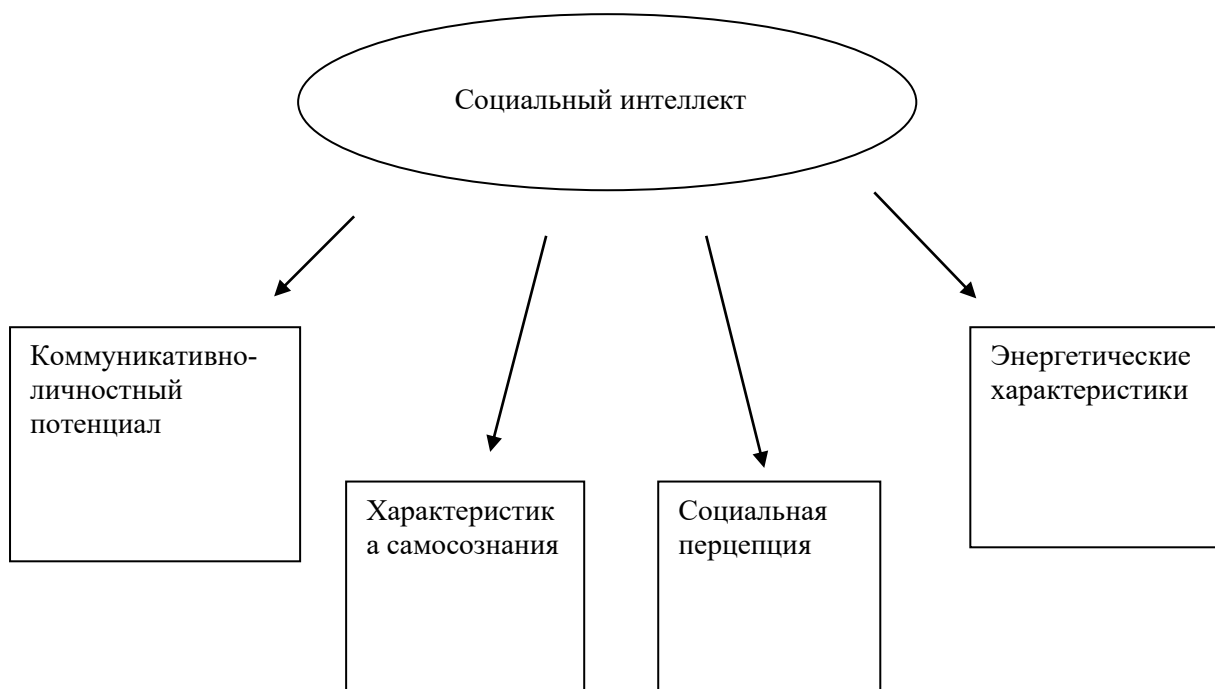 Социальный интеллект
Коммуникативно-
личностный
потенциал
Характеристик
а самосознания
Социальная
перцепция
Энергетические
характеристики